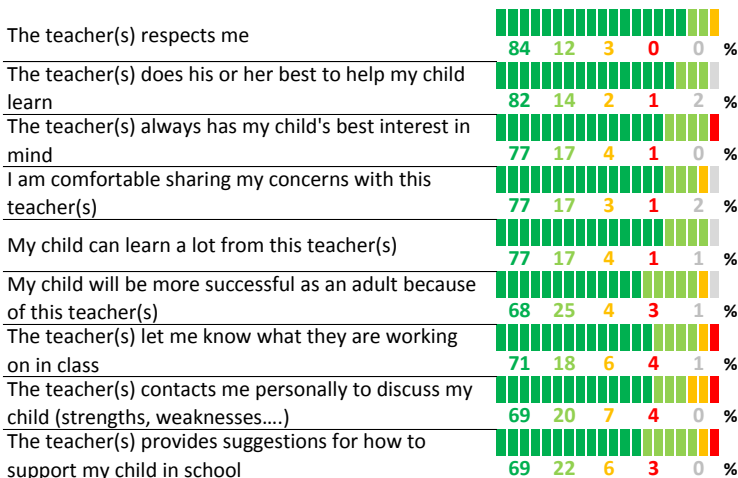 The teacher(s) respects me
84 12 3 0 0 %
The teacher(s) does his or her best to help my child
learn
82 14 2 1 2 %
The teacher(s) always has my child's best interest in
mind
77 17 4 1 0 %
I am comfortable sharing my concerns with this
teacher(s)
77 17 3 1 2 %
My child can learn a lot from this teacher(s)
77 17 4 1 1 %
My child will be more successful as an adult because
of this teacher(s)
68 25 4 3 1 %
The teacher(s) let me know what they are working
on in class
71 18 6 4 1 %
The teacher(s) contacts me personally to discuss my
child (strengths, weaknesses....)
69 20 7 4 0 %
The teacher(s) provides suggestions for how to
support my child in school
69 22 6 3 0 %